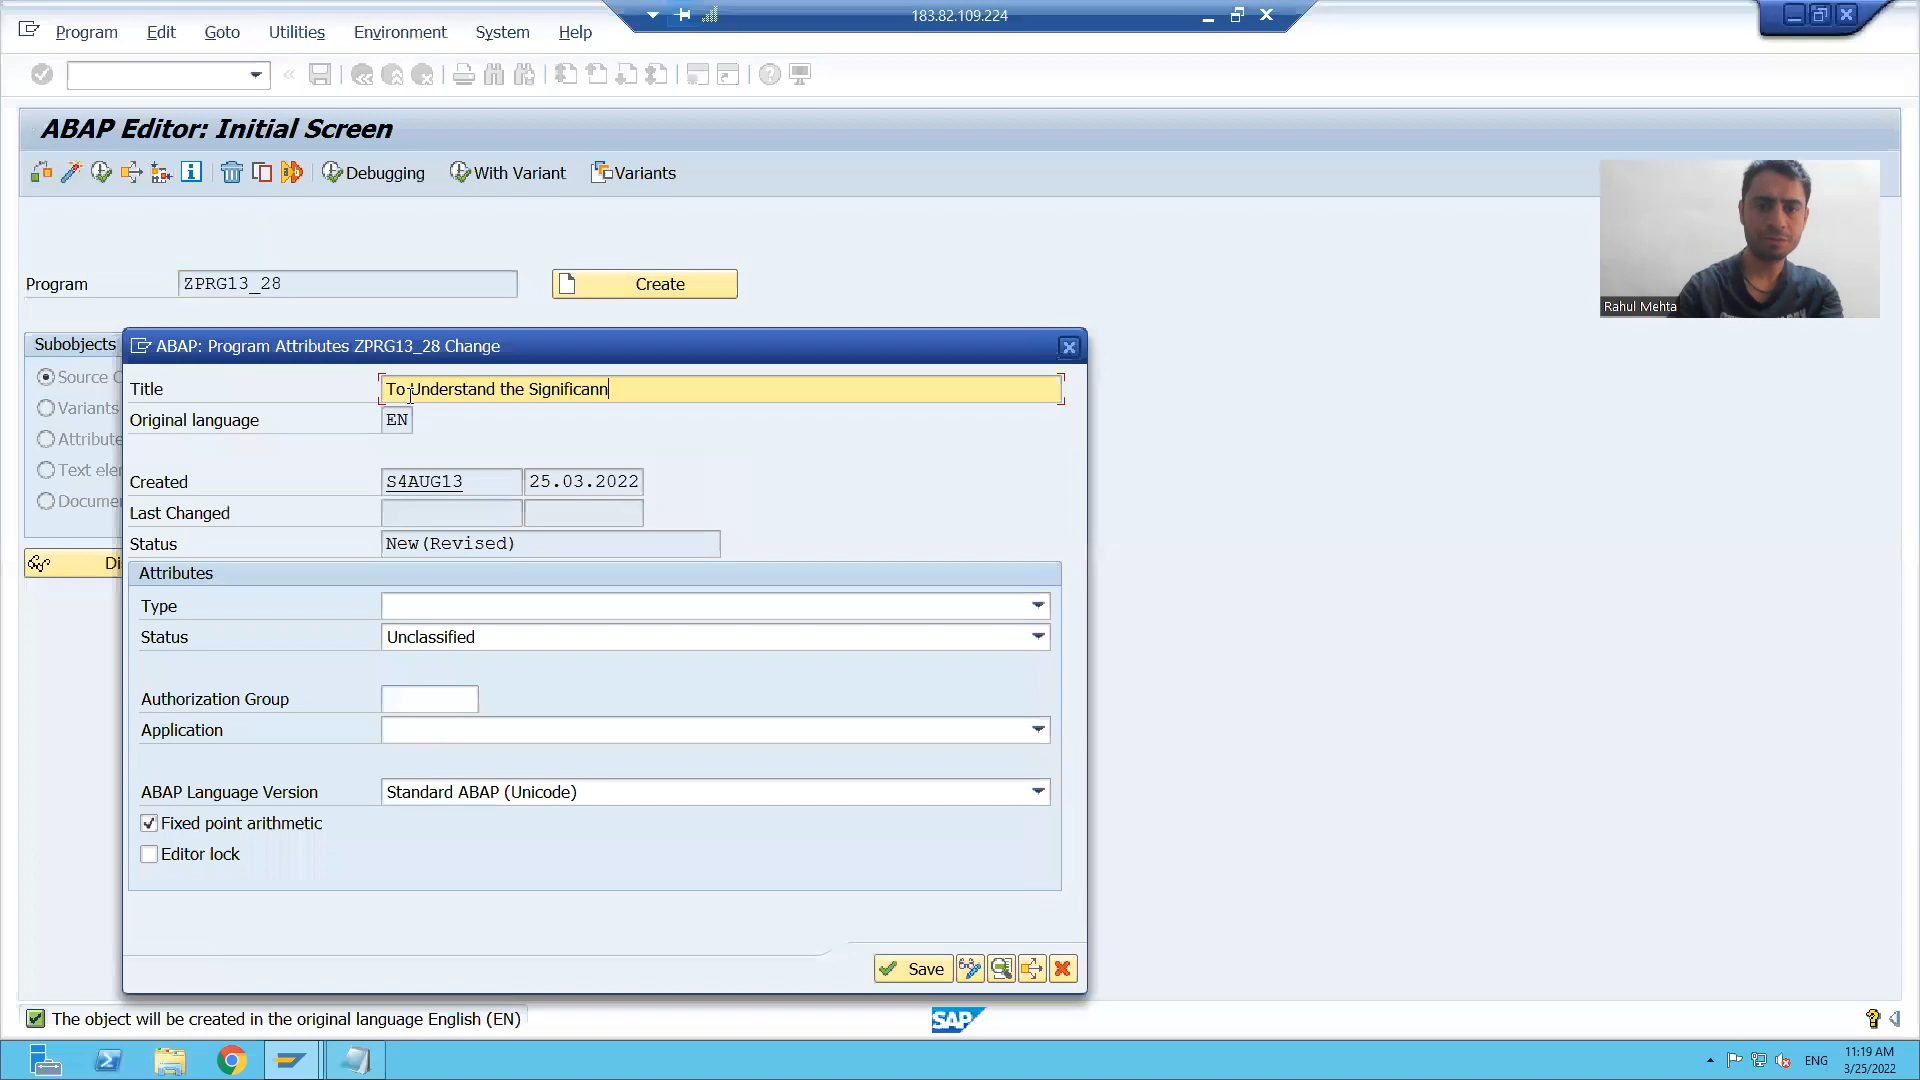 183.82.109.224
Program Edit Goto Utilities Environment System Help
ABAP Editor: Initial Screen
Debugging With Variant Variants
Rahul Mehta
Program ZPRG13_28 Create
Subobjects
ABAP: Program Attributes ZPRG13_28 Change
Source C
Title To Understand the Significann
Variants
Original language EN
Attribute
Text eler
Created S4AUG13 25.03.2022
Docume
Last Changed
Status New(Revised)
Di
Attributes
Type
Status Unclassified
Authorization Group
Application
ABAP Language Version Standard ABAP (Unicode)
Fixed point arithmetic
Editor lock
Save
The object will be created in the original language English (EN)
SAP
ENG
11:19 AM
3/25/2022